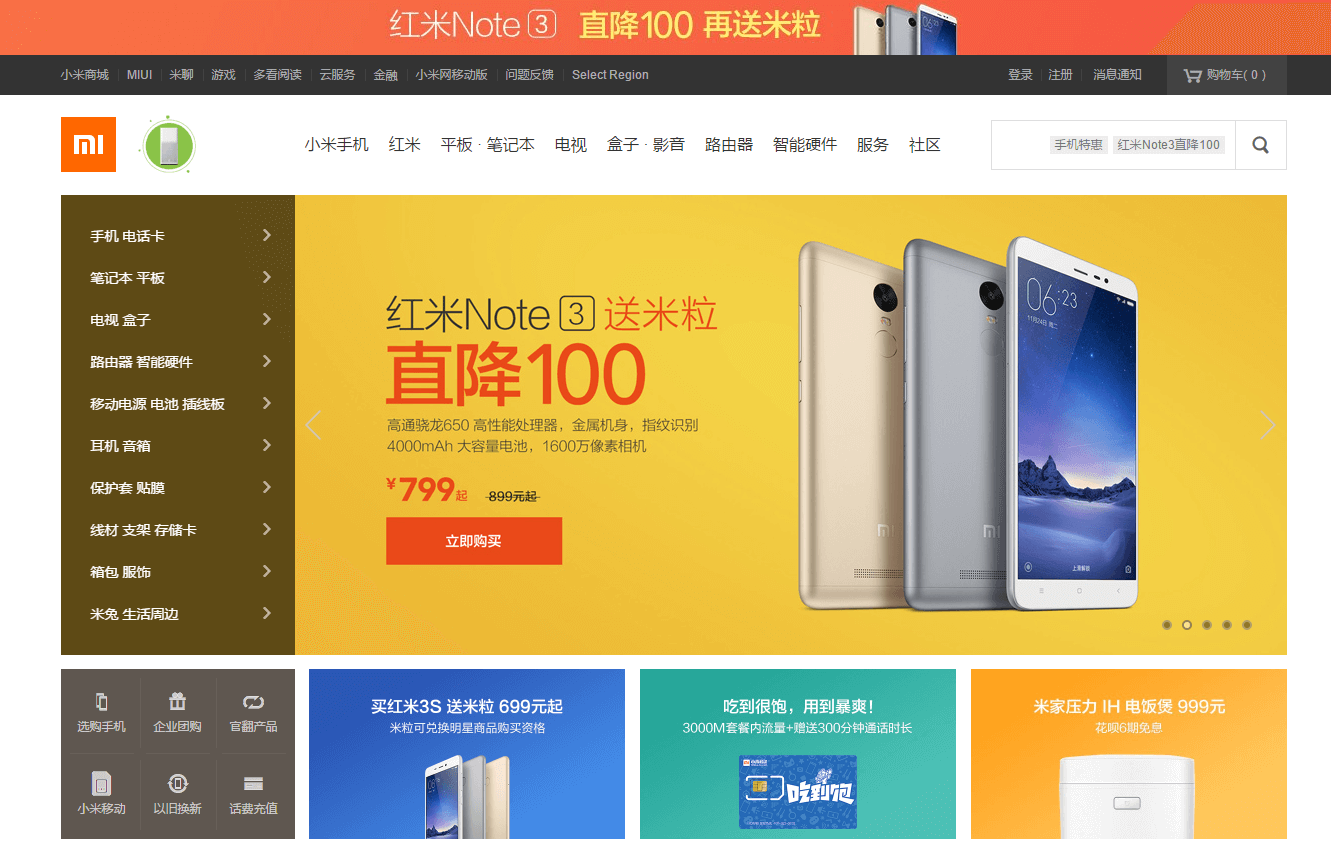 红米Note 3 直降100 再送米粒
小米商城 MIUI 米聊 游戏 多看阅读 云服务 金融 小米网移动版 问题反馈 Select Region 登录 注册 消息通知 购物车( 0 )
MI 小米手机 红米 平板 · 笔记本 电视 盒子 · 影音 路由器 智能硬件 服务 社区 手机特惠 红米Note3直降100
手机 电话卡
笔记本 平板
电视 盒子
路由器 智能硬件
移动电源 电池 插线板
耳机 音箱
保护套 贴膜
线材 支架 存储卡
箱包 服饰
米兔 生活周边
红米Note 3 送米粒
直降100
高通骁龙650 高性能处理器，金属机身，指纹识别
4000mAh 大容量电池，1600万像素相机
¥799起 899元起
立即购买
06:23
11月24日 周二
上滑解锁
MI MI
选购手机 企业团购 官翻产品
小米移动 以旧换新 话费充值
买红米3S 送米粒 699元起
米粒可兑换明星商品购买资格
吃到很饱，用到暴爽！
3000M套餐内流量+赠送300分钟通话时长
吃到饱
米家压力 IH 电饭煲 999元
花呗6期免息